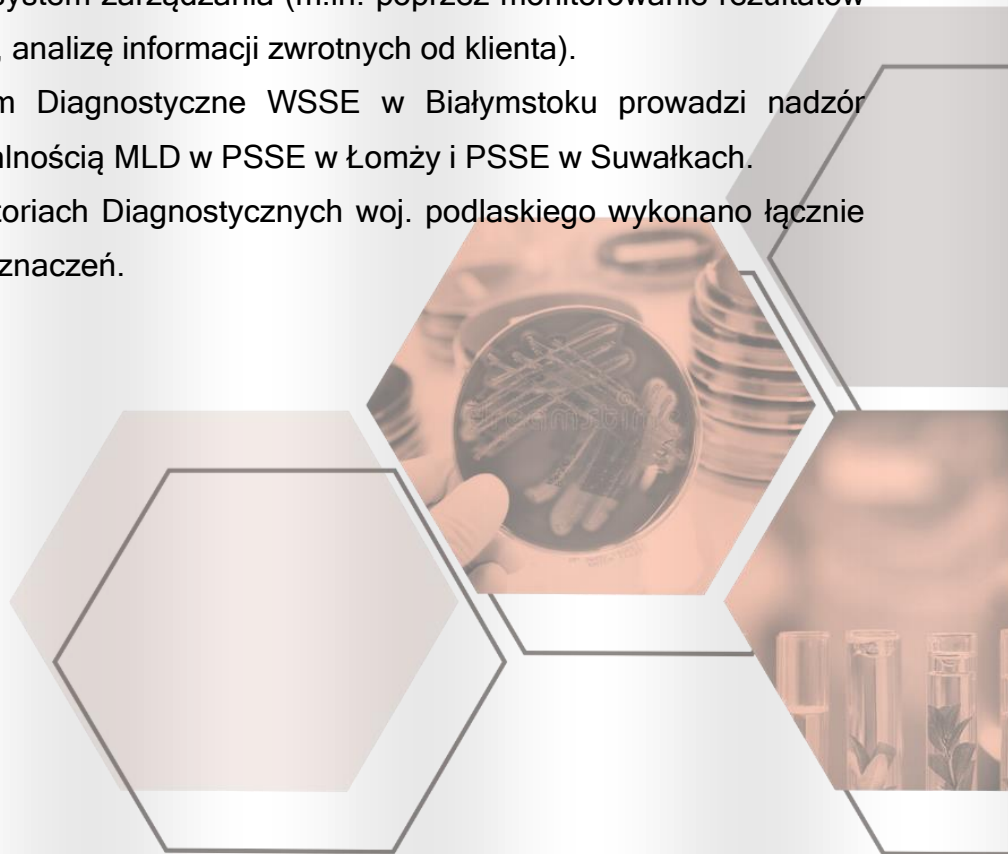 system zarządzania (m.in. poprzez monitorowanie rezultatów
, analizę informacji zwrotnych od klienta).
m Diagnostyczne WSSE w Białymstoku prowadzi nadzór
alnością MLD w PSSE w Łomży i PSSE w Suwałkach.
toriach Diagnostycznych woj. podlaskiego wykonano łącznie
znaczeń.
dreamstime